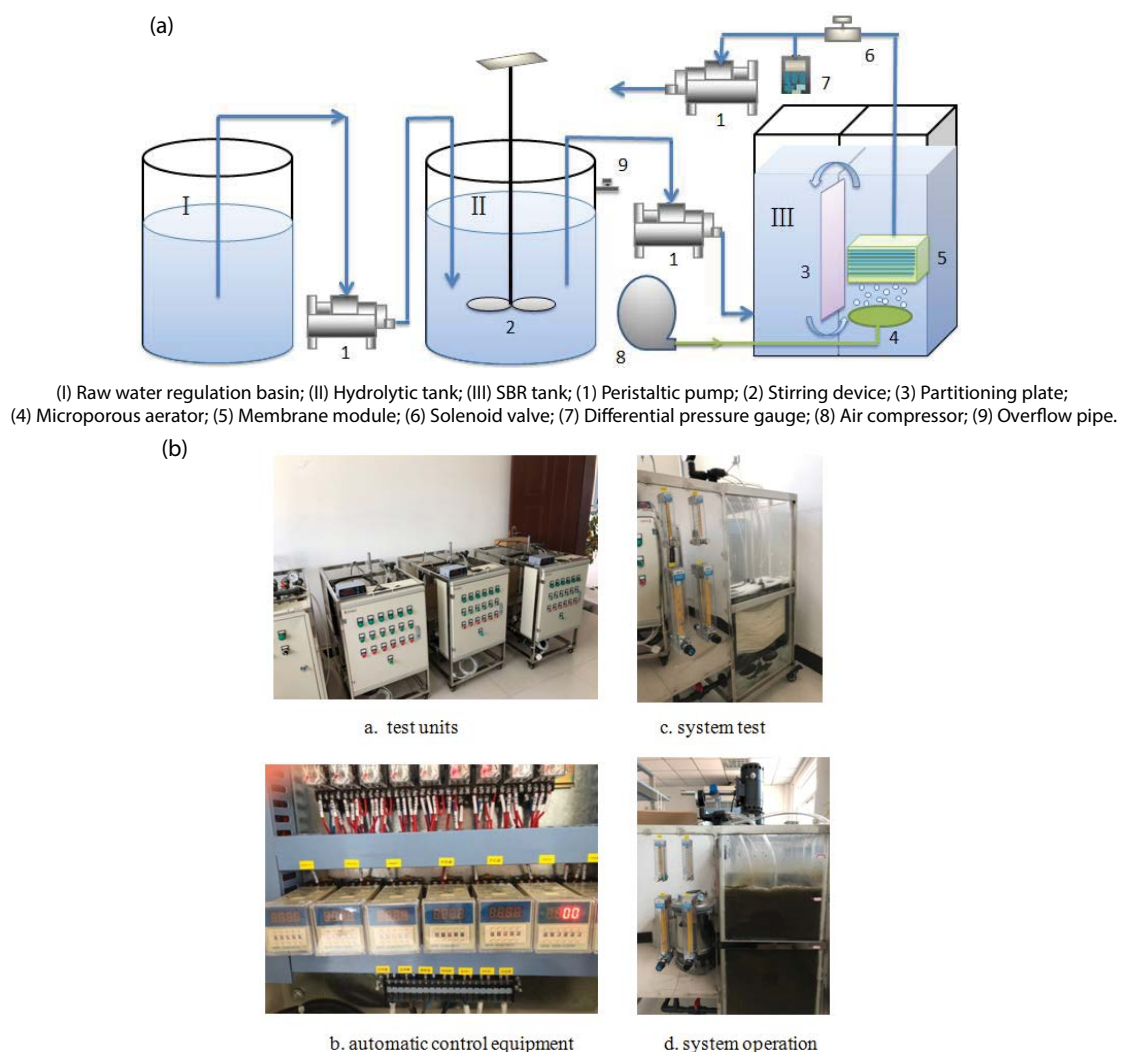 (a)
6
7
1
I
II
9
III
1
3
5
1
2
8
4
(I) Raw water regulation basin; (II) Hydrolytic tank; (III) SBR tank; (1) Peristaltic pump; (2) Stirring device; (3) Partitioning plate;
(4) Microporous aerator; (5) Membrane module; (6) Solenoid valve; (7) Differential pressure gauge; (8) Air compressor; (9) Overflow pipe.
(b)
a. test units
c. system test
00
b. automatic control equipment
d. system operation